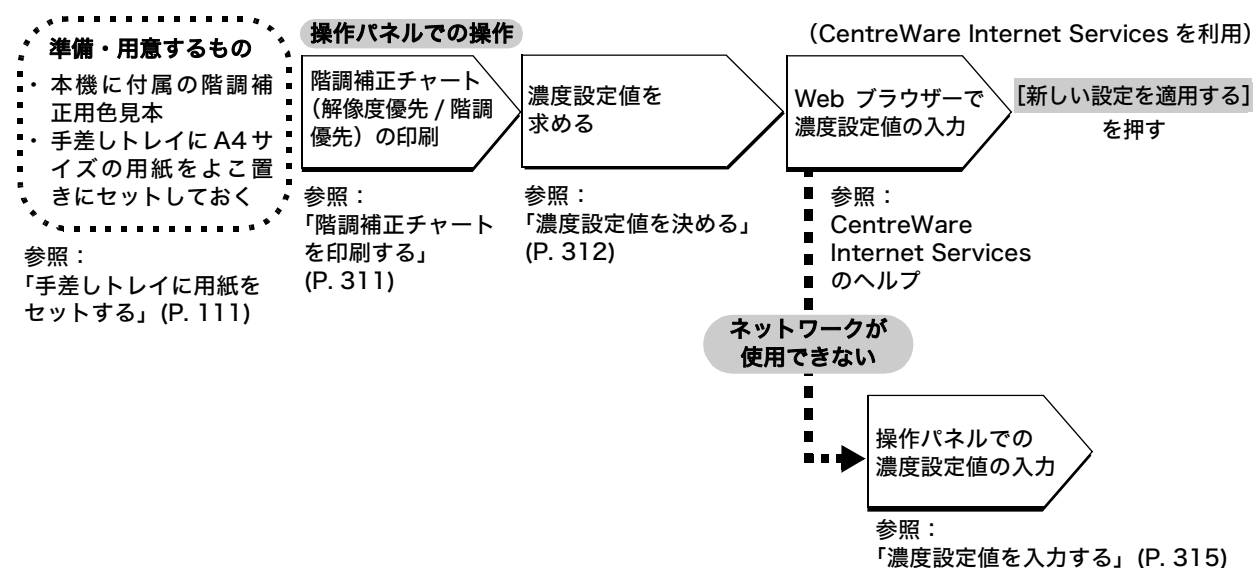 準備・用意するもの
・ 本機に付属の階調補
正用色見本
・ 手差しトレイに A4 サ
イズの用紙をよこ置
きにセットしておく
参照：
「手差しトレイに用紙を
セットする」(P. 111)
操作パネルでの操作
階調補正チャート
（解像度優先 / 階調
優先）の印刷
参照：
「階調補正チャート
を印刷する」
(P. 311)
濃度設定値を
求める
参照：
「濃度設定値を決める」
(P. 312)
（CentreWare Internet Services を利用）
Web ブラウザーで
濃度設定値の入力
参照：
CentreWare
Internet Services
のヘルプ
［新しい設定を適用する］
を押す
ネットワークが
使用できない
操作パネルでの
濃度設定値の入力
参照：
「濃度設定値を入力する」(P. 315)